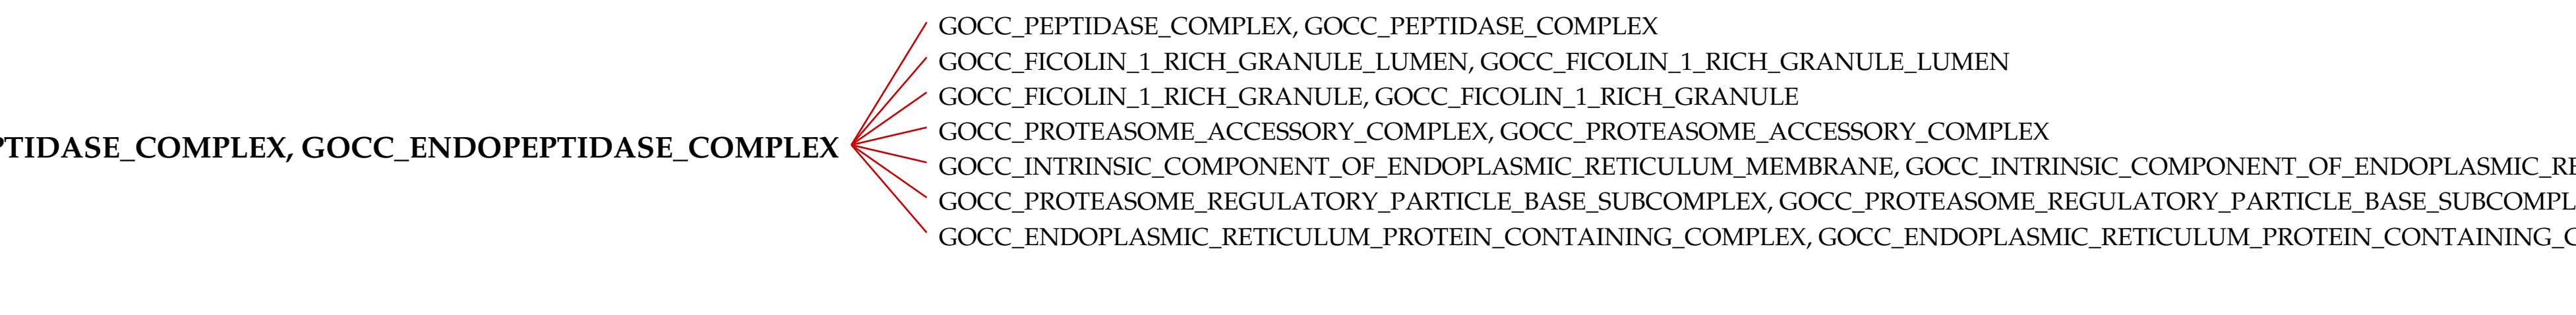 GOCC_PEPTIDASE_COMPLEX, GOCC_PEPTIDASE_COMPLEX
GOCC_FICOLIN_1_RICH_GRANULE_LUMEN, GOCC_FICOLIN_1_RICH_GRANULE_LUMEN
GOCC_FICOLIN_1_RICH_GRANULE, GOCC_FICOLIN_1_RICH_GRANULE
GOCC_PROTEASOME_ACCESSORY_COMPLEX, GOCC_PROTEASOME_ACCESSORY_COMPLEX
PTIDASE_COMPLEX, GOCC_ENDOPEPTIDASE_COMPLEX
GOCC_INTRINSIC_COMPONENT_OF_ENDOPLASMIC_RETICULUM_MEMBRANE, GOCC_INTRINSIC_COMPONENT_OF_ENDOPLASMIC_RE
GOCC_PROTEASOME_REGULATORY_PARTICLE_BASE_SUBCOMPLEX, GOCC_PROTEASOME_REGULATORY_PARTICLE_BASE_SUBCOMPL
GOCC_ENDOPLASMIC_RETICULUM_PROTEIN_CONTAINING_COMPLEX, GOCC_ENDOPLASMIC_RETICULUM_PROTEIN_CONTAINING_C